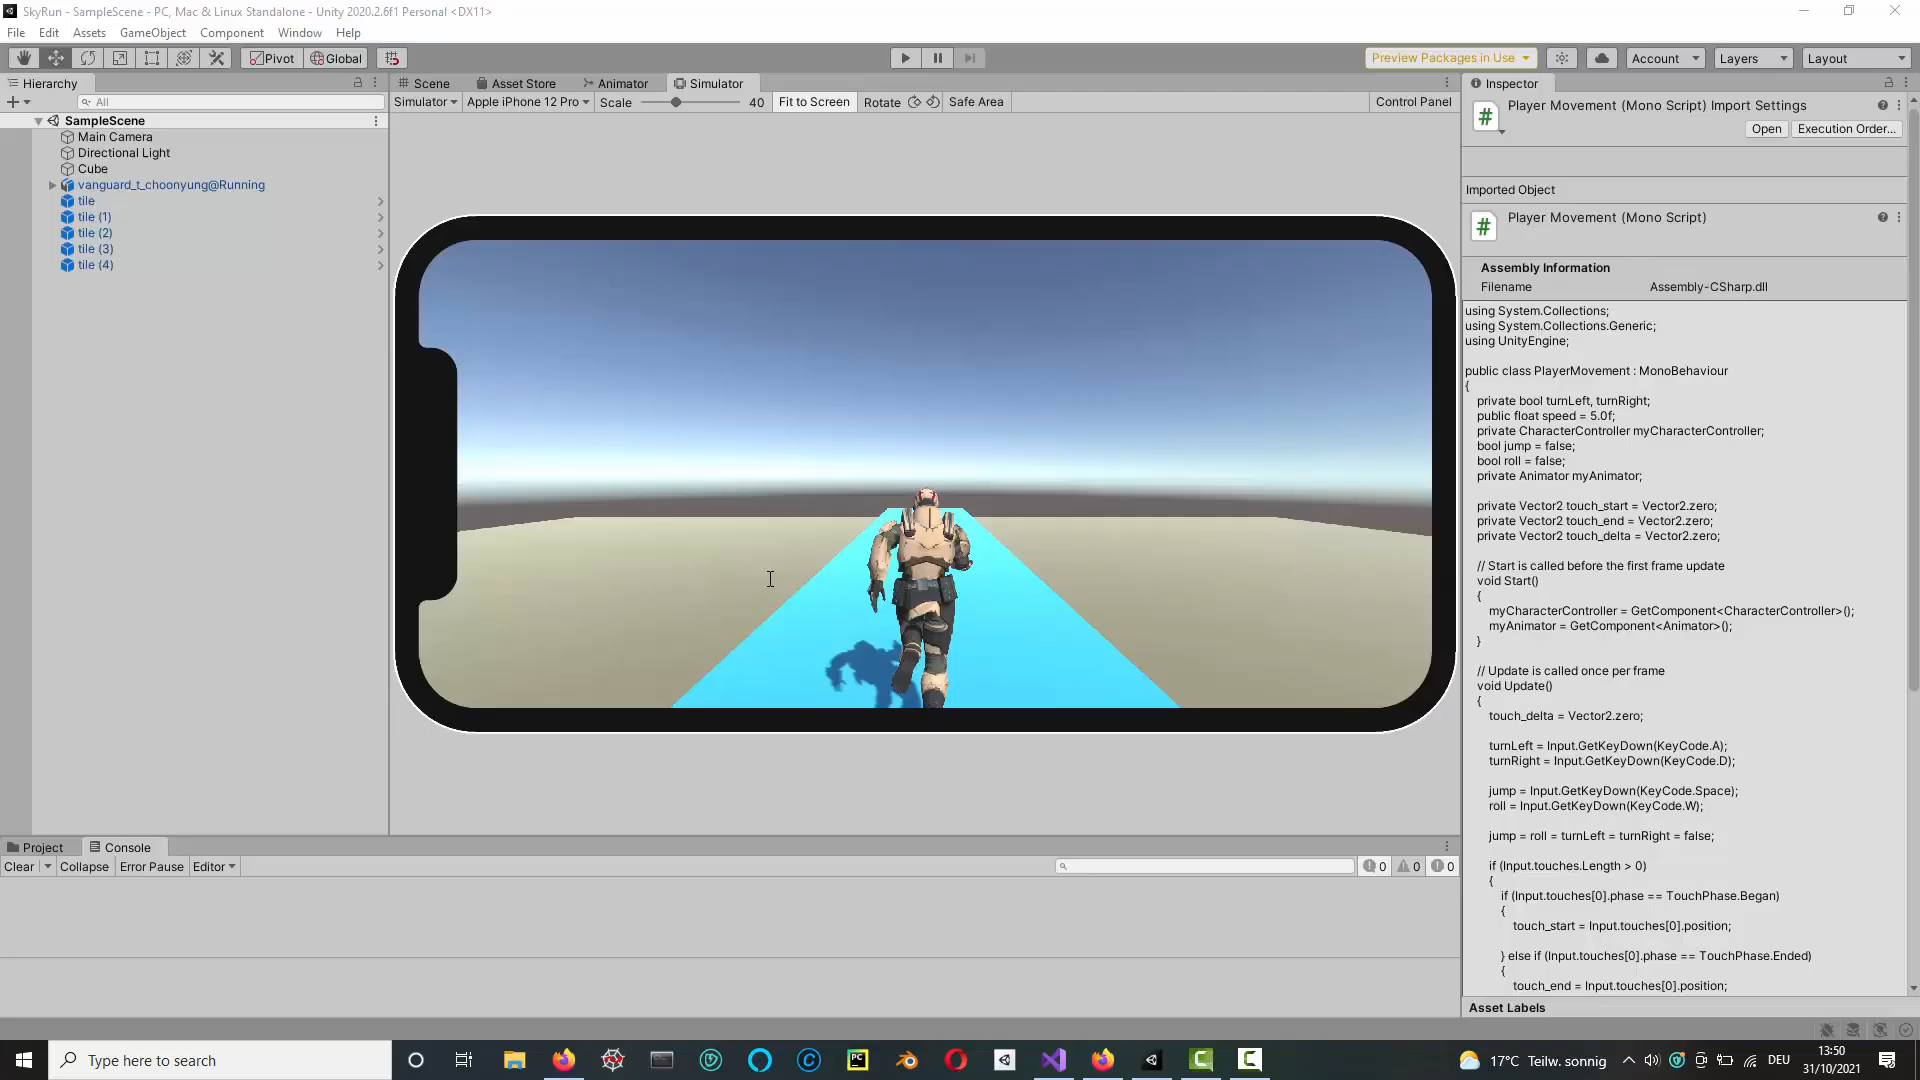 SkyRun - SampleScene - PC, Mac & Linux Standalone - Unity 2020.2.6f1 Personal <DX11>
File Edit Assets GameObject Component Window Help
Pivot Global Preview Packages in Use Account Layers Layout
Hierarchy Scene Asset Store Animator Simulator Inspector
All Simulator Apple iPhone 12 Pro Scale 40 Fit to Screen Rotate Safe Area Control Panel
SampleScene
Main Camera
Directional Light
Cube
vanguard_t_choonyung@Running
tile
tile (1)
tile (2)
tile (3)
tile (4)
Player Movement (Mono Script) Import Settings
Open Execution Order...
Imported Object
Player Movement (Mono Script)
Assembly Information
Filename Assembly-CSharp.dll
using System.Collections;
using System.Collections.Generic;
using UnityEngine;
public class PlayerMovement : MonoBehaviour
{
private bool turnLeft, turnRight;
public float speed = 5.0f;
private CharacterController myCharacterController;
bool jump = false;
bool roll = false;
private Animator myAnimator;
private Vector2 touch_start = Vector2.zero;
private Vector2 touch_end = Vector2.zero;
private Vector2 touch_delta = Vector2.zero;
// Start is called before the first frame update
void Start()
{
myCharacterController = GetComponent<CharacterController>();
myAnimator = GetComponent<Animator>();
}
// Update is called once per frame
void Update()
{
touch_delta = Vector2.zero;
turnLeft = Input.GetKeyDown(KeyCode.A);
turnRight = Input.GetKeyDown(KeyCode.D);
jump = Input.GetKeyDown(KeyCode.Space);
roll = Input.GetKeyDown(KeyCode.W);
jump = roll = turnLeft = turnRight = false;
if (Input.touches.Length > 0)
{
if (Input.touches[0].phase == TouchPhase.Began)
{
touch_start = Input.touches[0].position;
} else if (Input.touches[0].phase == TouchPhase.Ended)
{
touch_end = Input.touches[0].position;
Asset Labels
Project Console
Clear Collapse Error Pause Editor 0 0 0
Type here to search
17°C Teilw. sonnig DEU 13:50
31/10/2021